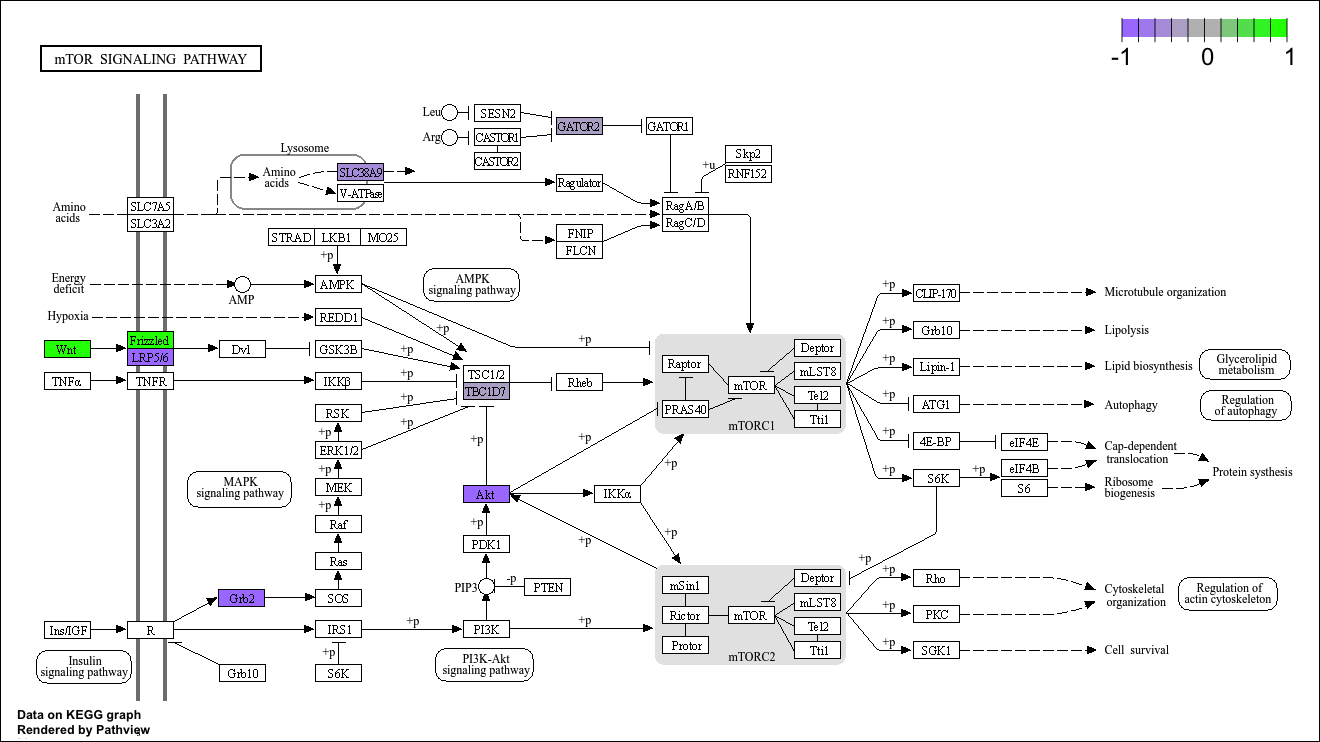 mTOR SIGNALING PATHWAY
-1 0 1
Leu
SESN2
GATOR2
GATOR1
Arg
CASTOR1
CASTOR2
Lysosome
Amino
acids
SLC38A9
V-ATPase
Ragulator
+u
Skp2
RNF152
Amino
acids
SLC7A5
SLC3A2
RagA/B
RagC/D
FNIP
FLCN
STRAD
LKB1
MO25
+p
Energy
deficit
AMP
AMPK
AMPK
signaling pathway
Hypoxia
REDD1
+p
+p
Wnt
Frizzled
LRP5/6
Dvl
GSK3B
+p
TNFα
TNFR
IKKβ
+p
TSC1/2
TBC1D7
Rheb
RSK
+p
+p
ERK1/2
+p
+p
MEK
+p
Raf
Ras
MAPK
signaling pathway
+p
Akt
+p
PDK1
PIP3
-p
PTEN
+p
IKKα
+p
+p
+p
Raptor
PRAS40
mTOR
Deptor
mLST8
Tel2
Tti1
mTORC1
+p
CLIP-170
Microtubule organization
+p
Grb10
Lipolysis
+p
Lipin-1
Lipid biosynthesis
Glycerolipid
metabolism
+p
ATG1
Autophagy
Regulation
of autophagy
+p
4E-BP
eIF4E
Cap-dependent
translocation
+p
S6K
+p
eIF4B
S6
Ribosome
biogenesis
Protein systhesis
Grb2
SOS
Ins/IGF
R
IRS1
+p
PI3K
+p
Insulin
signaling pathway
Grb10
+p
S6K
PI3K-Akt
signaling pathway
mSin1
Rictor
Protor
mTOR
Deptor
mLST8
Tel2
Tti1
mTORC2
+p
+p
Rho
+p
PKC
Cytoskeletal
organization
Regulation of
actin cytoskeleton
+p
SGK1
Cell survival
Data on KEGG graph
Rendered by Pathview